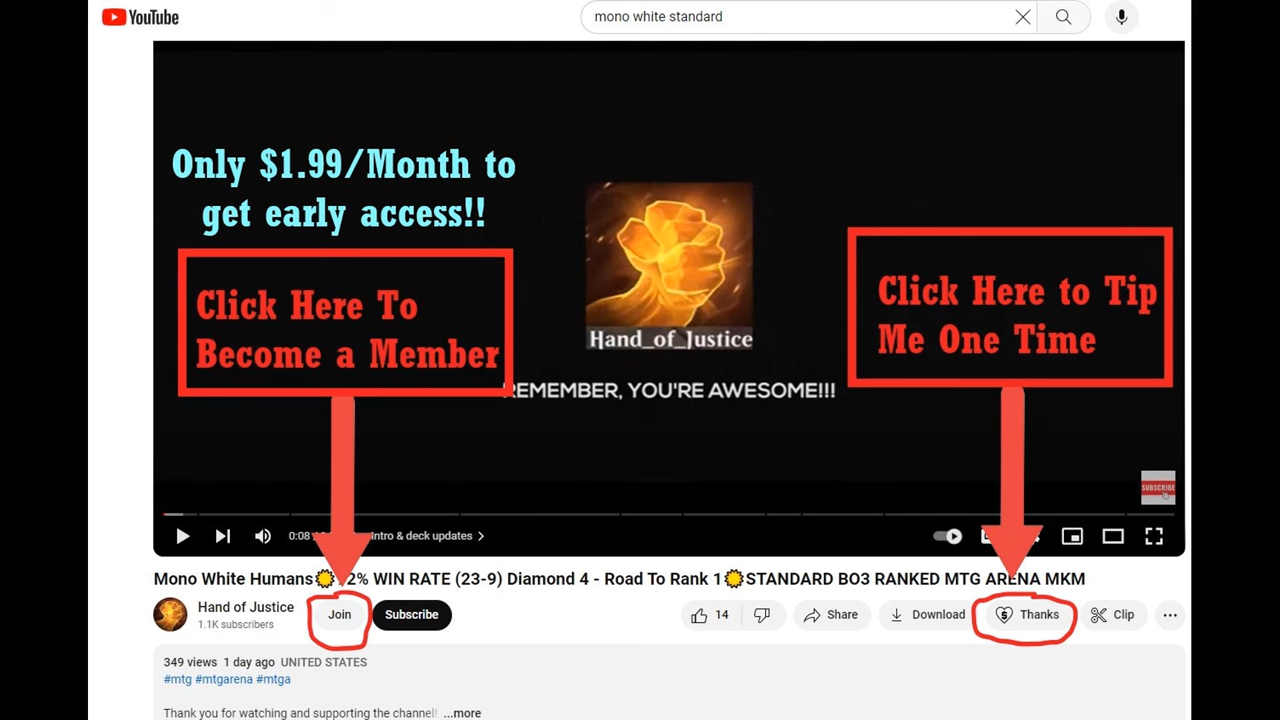 YouTube
mono white standard
Only $1.99/Month to
get early access!!
Click Here To
Become a Member
Click Here to Tip
Me One Time
Hand_of_Justice
REMEMBER, YOU'RE AWESOME!!!
SUBSCRIBE
0:08
Intro & deck updates
Mono White Humans 2% WIN RATE (23-9) Diamond 4 - Road To Rank 1 STANDARD BO3 RANKED MTG ARENA MKM
Hand of Justice
1.1K subscribers
Join
Subscribe
14
Share
Download
Thanks
Clip
349 views 1 day ago UNITED STATES
#mtg #mtgarena #mtga
Thank you for watching and supporting the channel! ...more